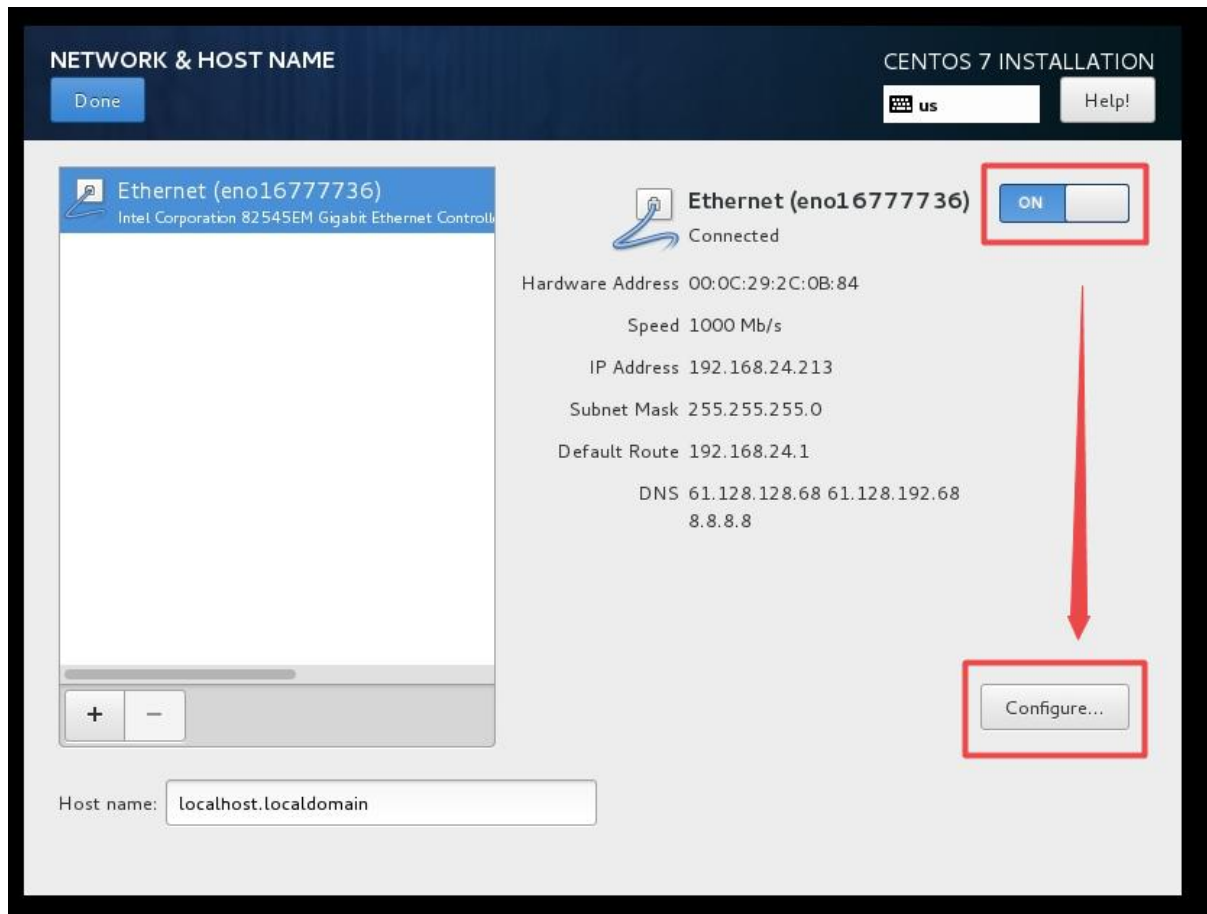 NETWORK & HOST NAME
CENTOS 7 INSTALLATION
Done
us
Help!
Ethernet (eno16777736)
Intel Corporation 82545EM Gigabit Ethernet Controll
Ethernet (eno16777736)
ON
Connected
Hardware Address 00:0C:29:2C:0B:84
Speed 1000 Mb/s
IP Address 192.168.24.213
Subnet Mask 255.255.255.0
Default Route 192.168.24.1
DNS 61.128.128.68 61.128.192.68
8.8.8.8
+ −
Configure...
Host name: localhost.localdomain